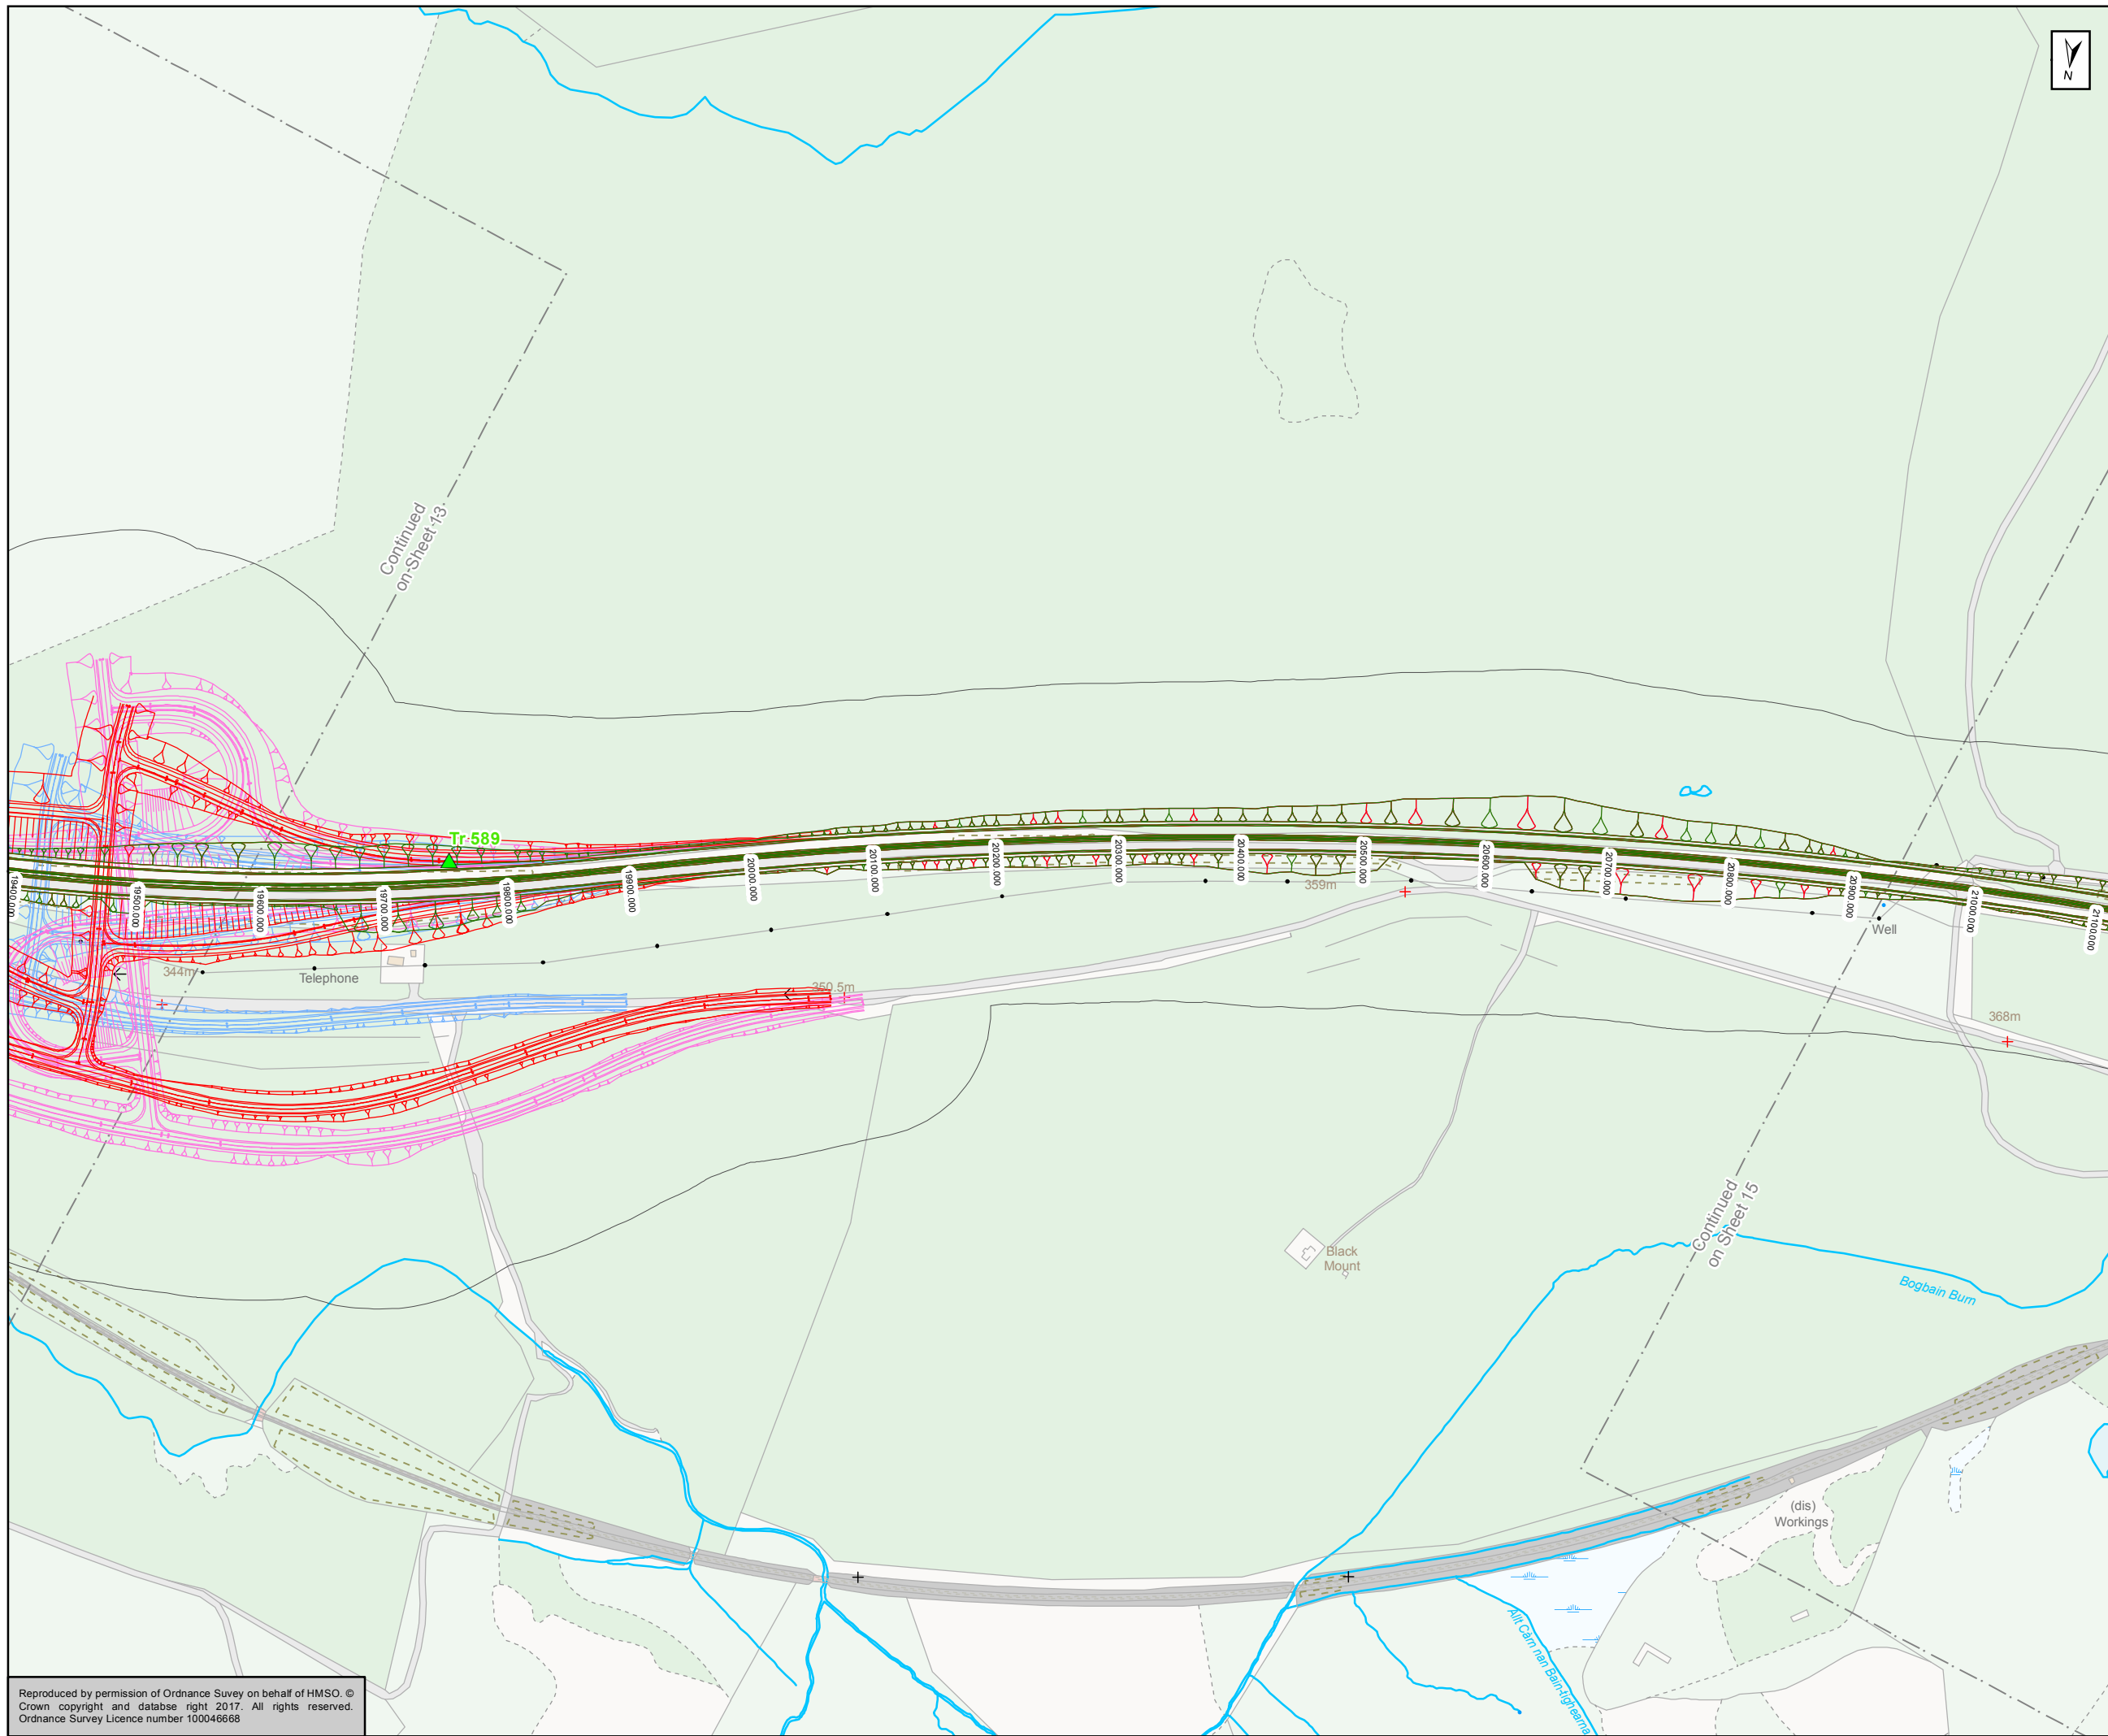 N
Continued
on Sheet 13
Tr 589
19400.000
19500.000
19600.000
19700.000
19800.000
19900.000
20000.000
20100.000
20200.000
20300.000
20400.000
20500.000
20600.000
20700.000
20800.000
20900.000
21000.000
21100.000
359m
Well
344m
Telephone
350.5m
368m
Continued
on Sheet 15
Black
Mount
Bogbain Burn
(dis)
Workings
Allt Càrn nan Bain-tighearna
Reproduced by permission of Ordnance Suvey on behalf of HMSO. ©
Crown copyright and databse right 2017. All rights reserved.
Ordnance Survey Licence number 100046668